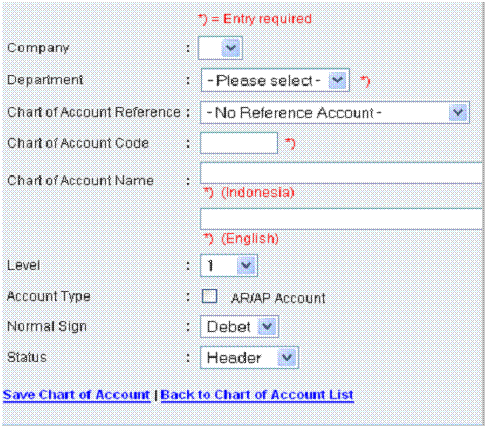 *) = Entry required
Company :
Department : - Please select - *)
Chart of Account Reference : - No Reference Account -
Chart of Account Code : *)
Chart of Account Name :
*) (Indonesia)
*) (English)
Level : 1
Account Type : AR/AP Account
Normal Sign : Debet
Status : Header
Save Chart of Account | Back to Chart of Account List